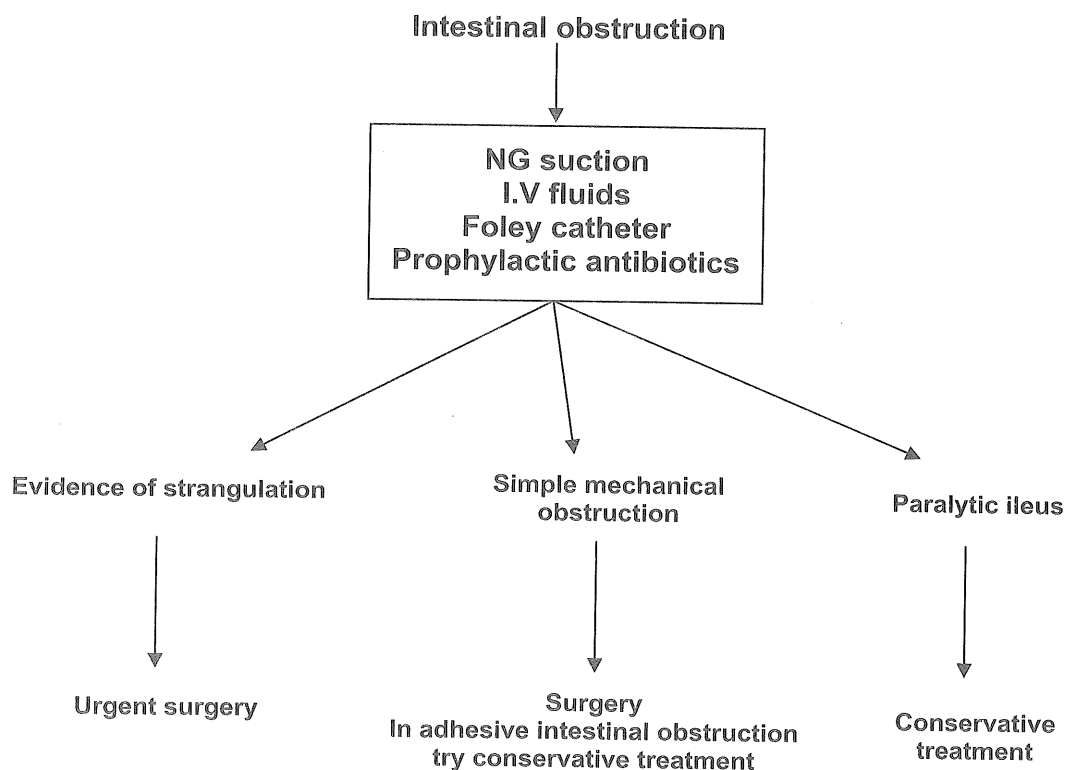 Intestinal obstruction
NG suction
I.V fluids
Foley catheter
Prophylactic antibiotics
Evidence of strangulation
Simple mechanical
obstruction
Paralytic ileus
Urgent surgery
Surgery
In adhesive intestinal obstruction
try conservative treatment
Conservative
treatment